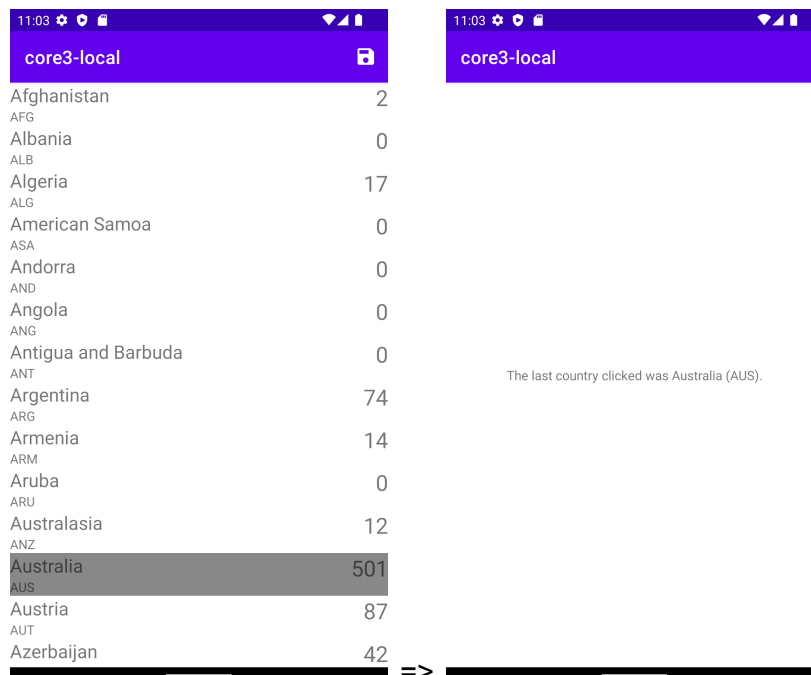 11:03
core3-local
Afghanistan 2
AFG
Albania 0
ALB
Algeria 17
ALG
American Samoa 0
ASA
Andorra 0
AND
Angola 0
ANG
Antigua and Barbuda 0
ANT
Argentina 74
ARG
Armenia 14
ARM
Aruba 0
ARU
Australasia 12
ANZ
Australia 501
AUS
Austria 87
AUT
Azerbaijan 42
=>
11:03
core3-local
The last country clicked was Australia (AUS).